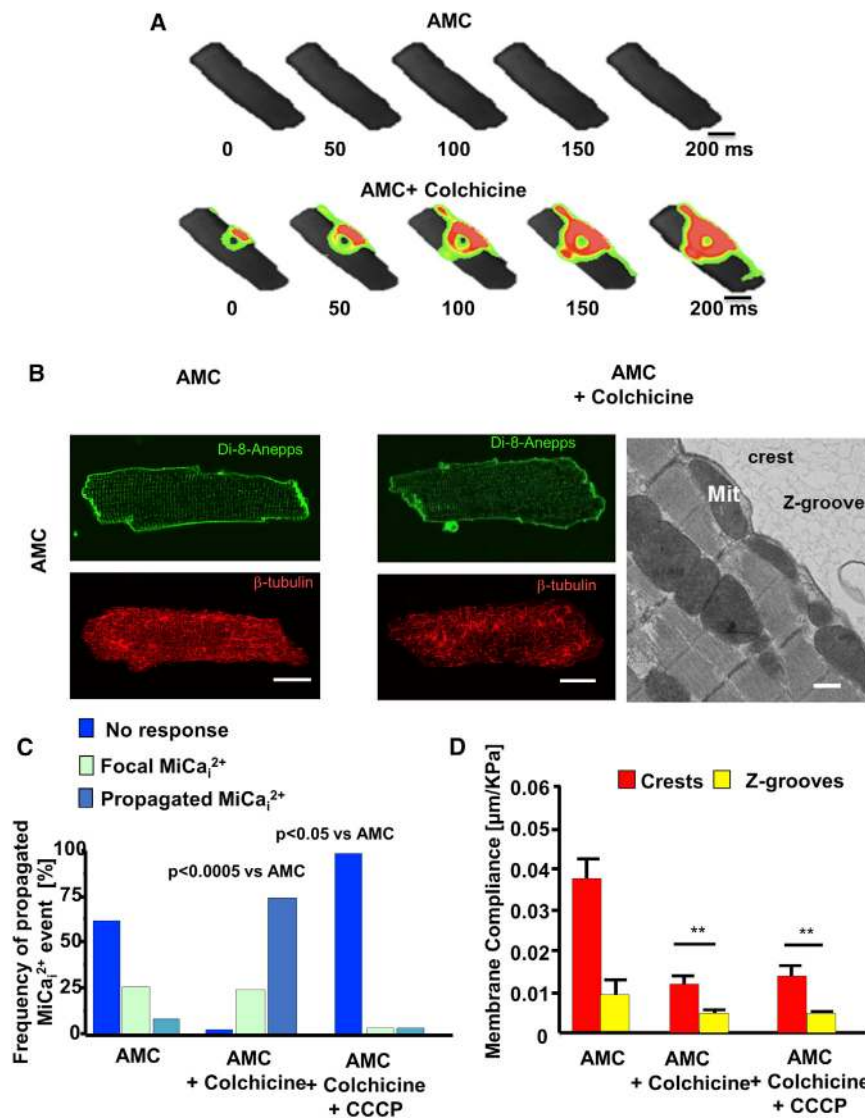 A
AMC
0 50 100 150 200 ms
AMC+ Colchicine
0 50 100 150 200 ms
B
AMC
AMC
+ Colchicine
AMC
Di-8-Anepps
Di-8-Anepps
β-tubulin
β-tubulin
crest
Mit
Z-groove
C
No response
Focal MiCai2+
Propagated MiCai2+
Frequency of propagated
MiCai2+ event [%]
100
75
50
25
0
p<0.0005 vs AMC
p<0.05 vs AMC
AMC
AMC
+ Colchicine
AMC
+ Colchicine
+ CCCP
D
Membrane Compliance [µm/KPa]
0.06
0.05
0.04
0.03
0.02
0.01
0
Crests
Z-grooves
**
**
AMC
AMC
+ Colchicine
AMC
+ Colchicine
+ CCCP